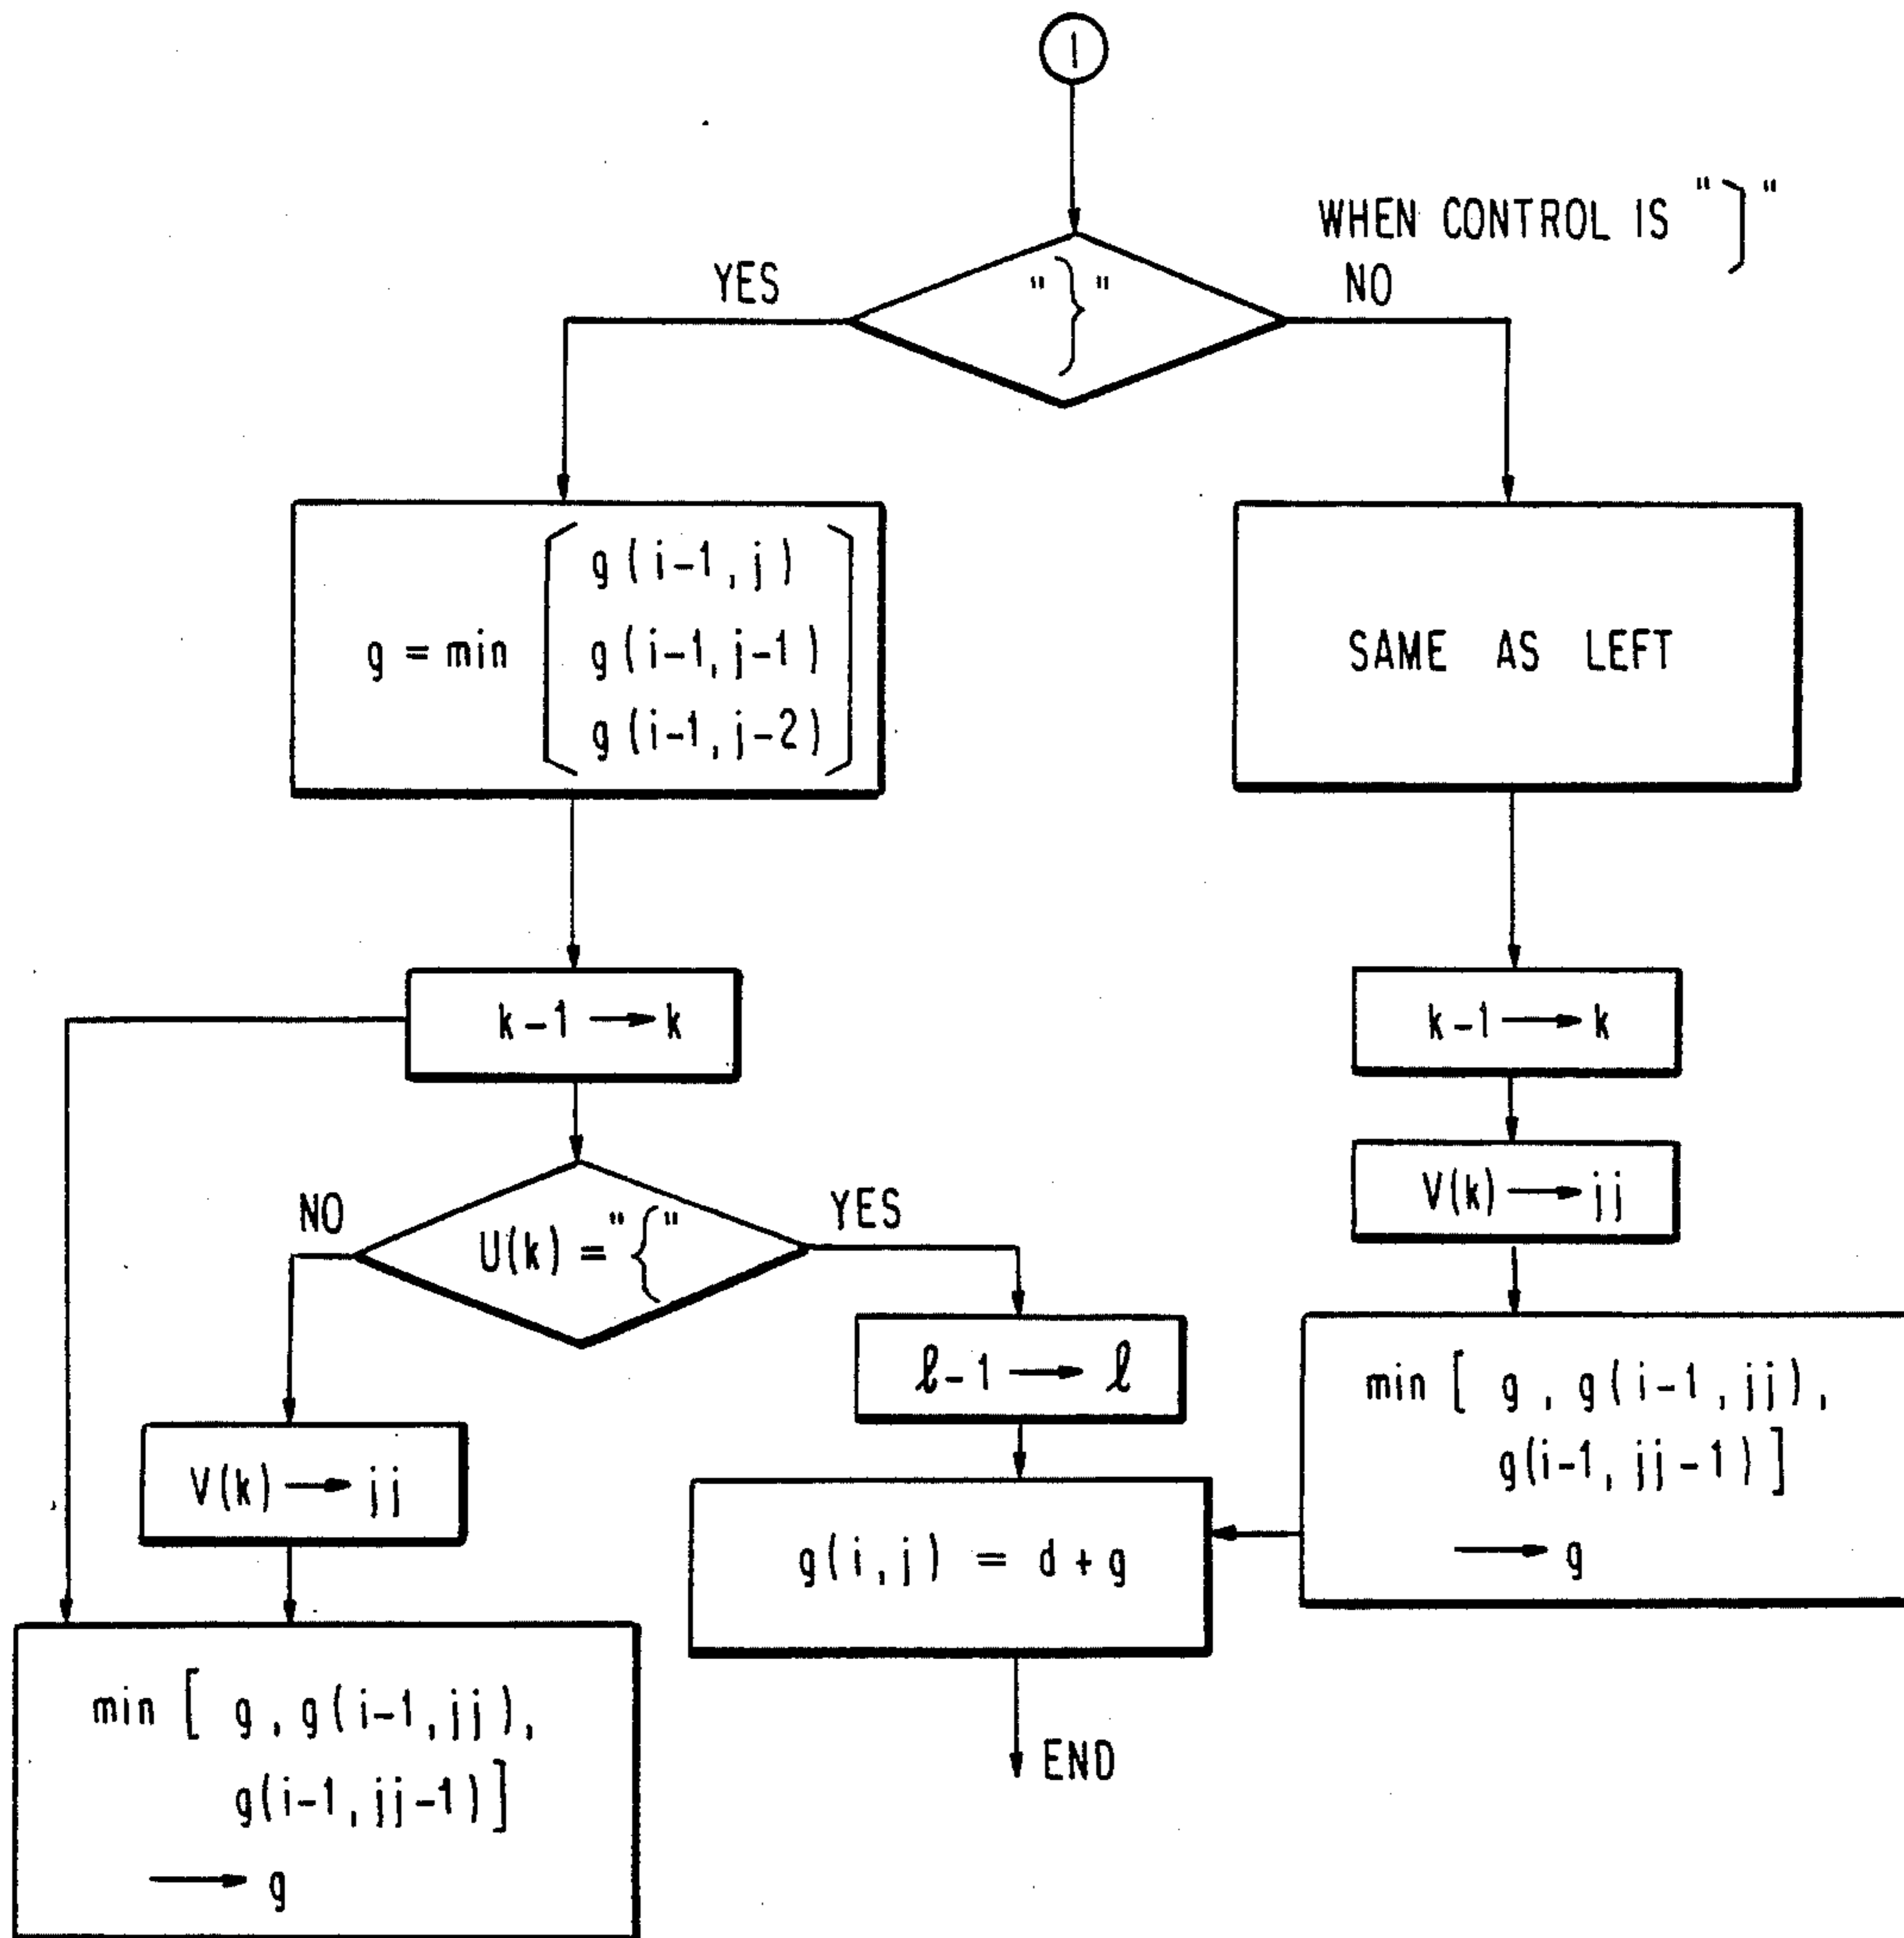 1
WHEN CONTROL IS "]"
YES
"}"
NO
g = min [ g(i-1, j)
g(i-1, j-1)
g(i-1, j-2) ]
SAME AS LEFT
k-1 → k
k-1 → k
V(k) → jj
NO
U(k) = "{"
YES
ℓ-1 → ℓ
min [ g, g(i-1, jj),
g(i-1, jj-1) ]
→ g
V(k) → jj
g(i, j) = d + g
min [ g, g(i-1, jj),
g(i-1, jj-1) ]
→ g
END